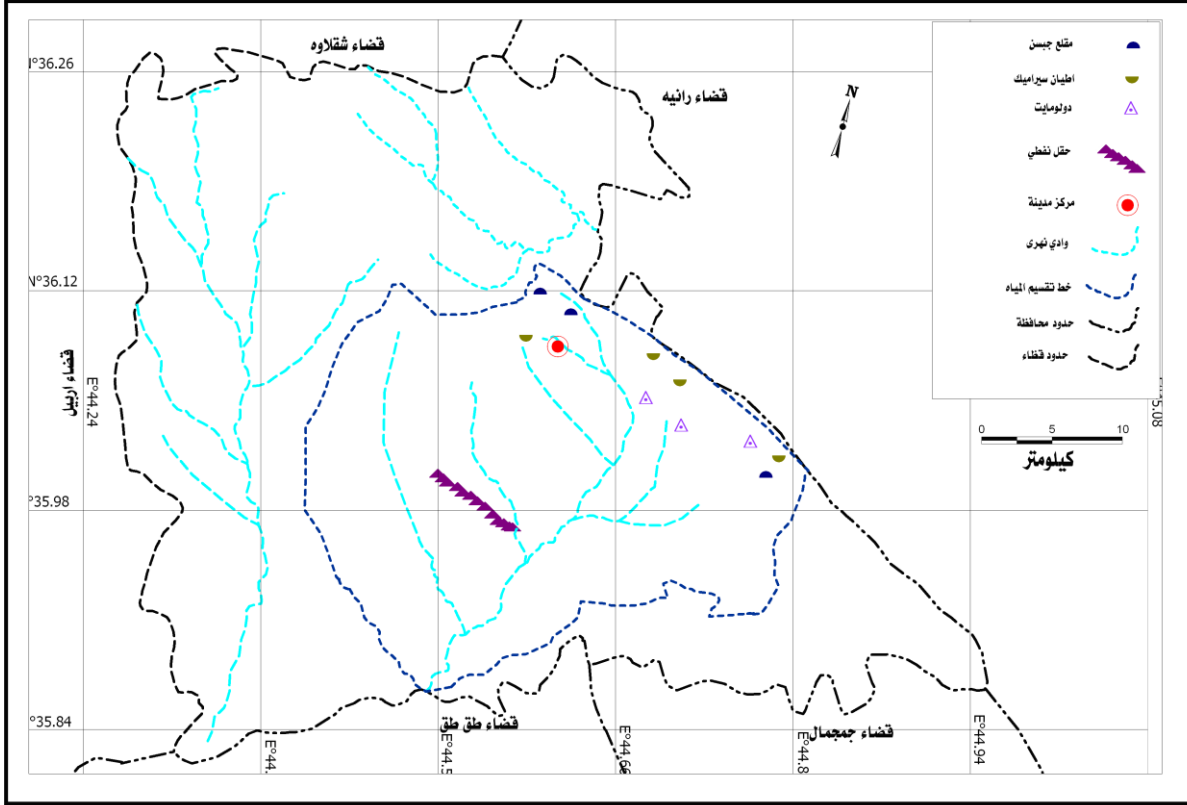 قضاء شقلاوه
قضاء رانيه
N
مقلع جبسن
اطيان سيراميك
دولومايت
حقل نفطي
مركز مدينة
وادي نهرى
خط تقسيم المياه
حدود محافظة
حدود قظاء
0 5 10
كيلومتر
°36.26
N°36.12
°35.98
°35.84
قضاء اربيل
E°44.24
E°44.
E°44.5
E°44.66
E°44.8
E°44.94
5.08
قضاء طق طق
قضاء جمجمال